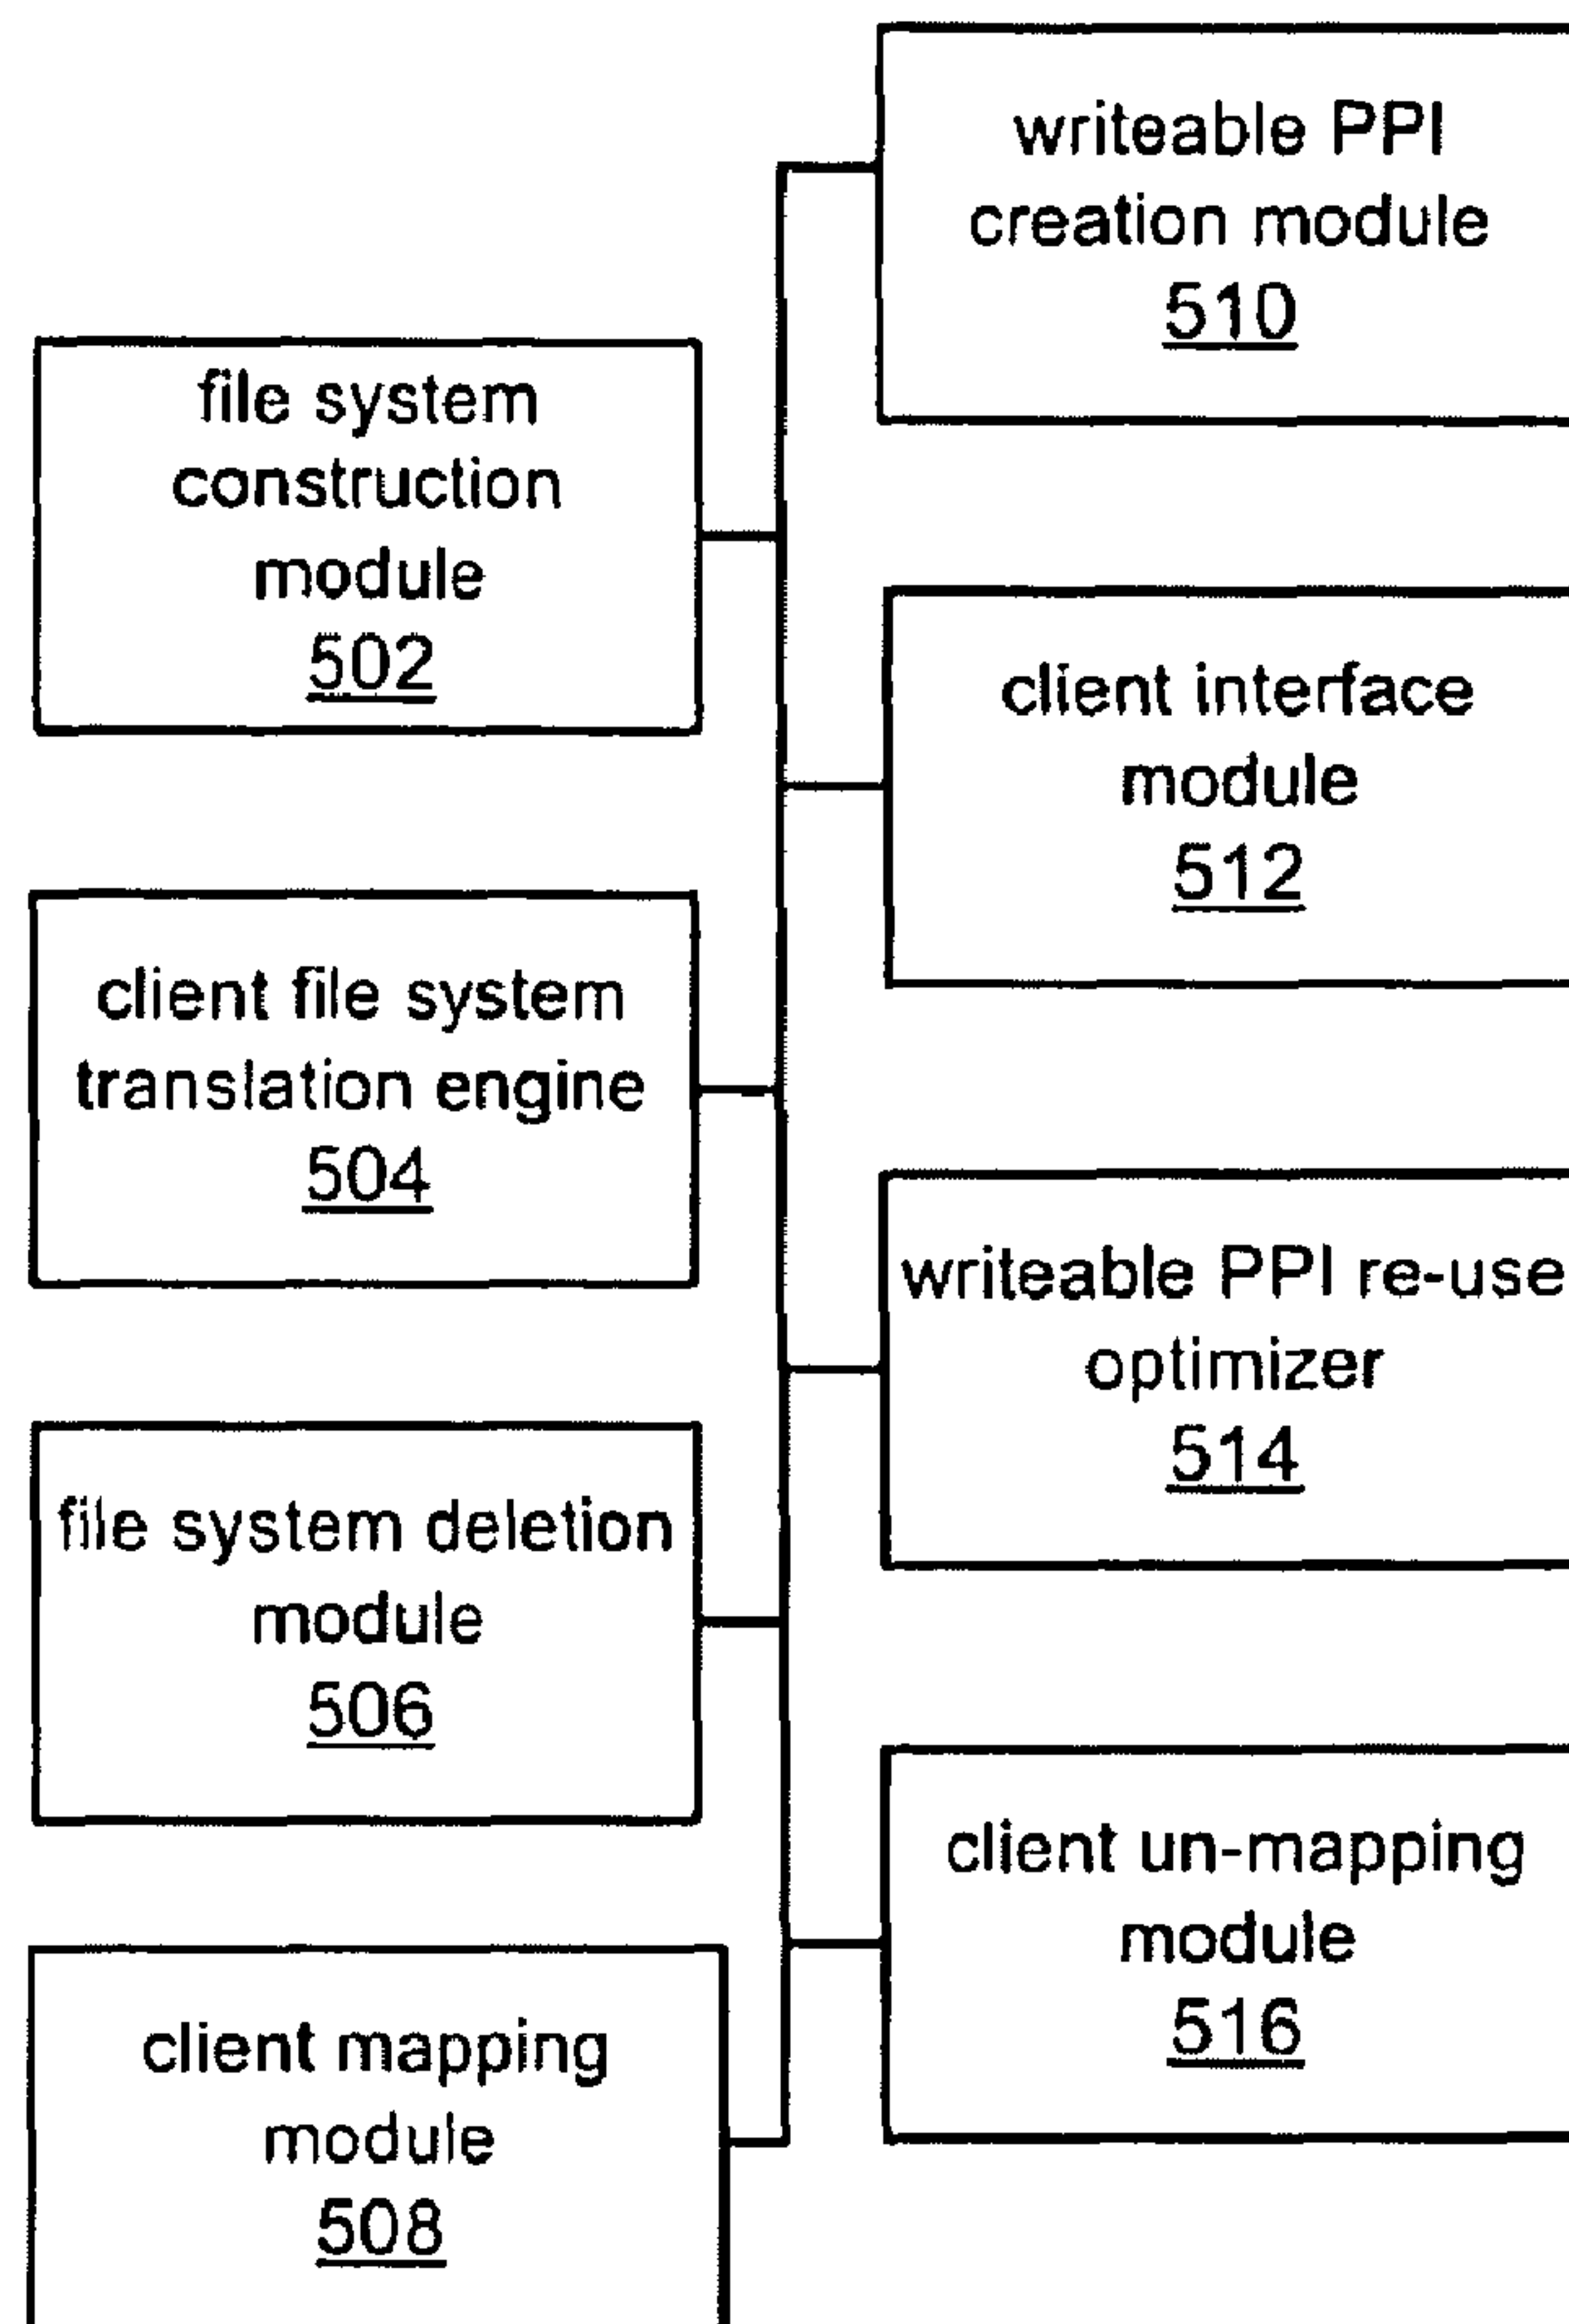 file system
construction
module
502
client file system
translation engine
504
file system deletion
module
506
client mapping
module
508
writeable PPI
creation module
510
client interface
module
512
writeable PPI re-use
optimizer
514
client un-mapping
module
516